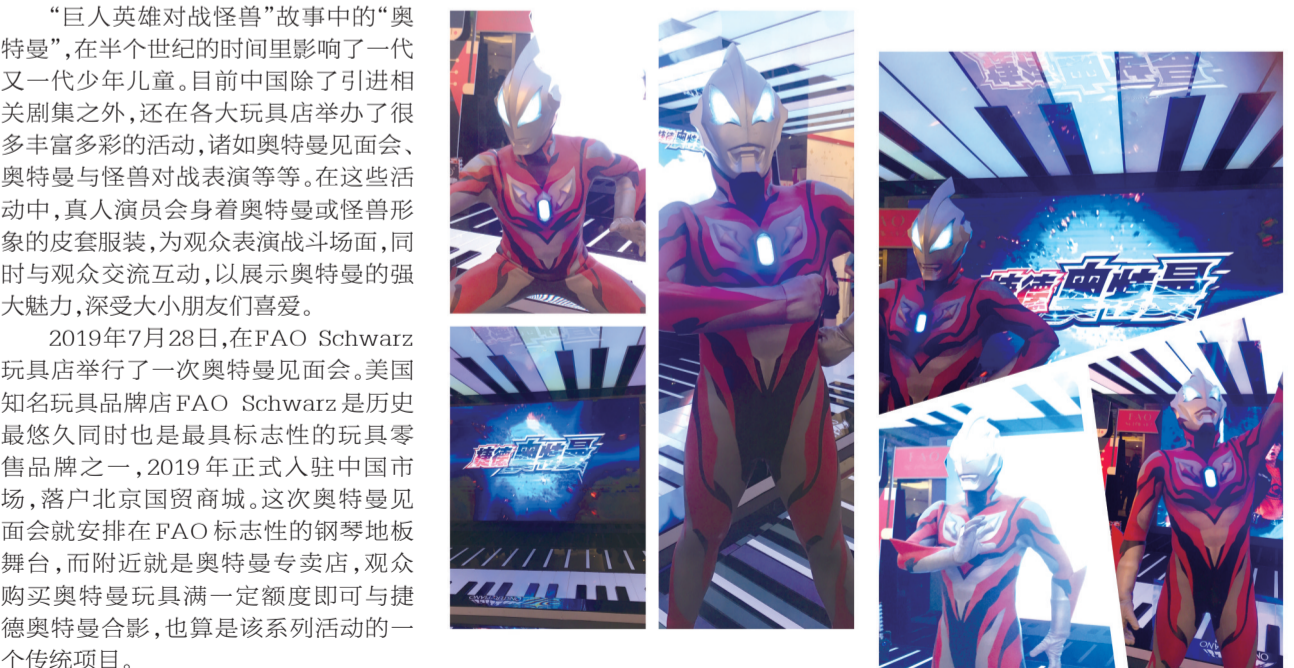 “巨人英雄对战怪兽”故事中的“奥
特曼”,在半个世纪的时间里影响了一代
又一代少年儿童。目前中国除了引进相
关剧集之外,还在各大玩具店举办了很
多丰富多彩的活动,诸如奥特曼见面会、
奥特曼与怪兽对战表演等等。在这些活
动中,真人演员会身着奥特曼或怪兽形
象的皮套服装,为观众表演战斗场面,同
时与观众交流互动,以展示奥特曼的强
大魅力,深受大小朋友们喜爱。
2019年7月28日,在FAO Schwarz
玩具店举行了一次奥特曼见面会。美国
知名玩具品牌店FAO Schwarz是历史
最悠久同时也是最具标志性的玩具零
售品牌之一,2019年正式入驻中国市
场,落户北京国贸商城。这次奥特曼见
面会就安排在FAO标志性的钢琴地板
舞台,而附近就是奥特曼专卖店,观众
购买奥特曼玩具满一定额度即可与捷
德奥特曼合影,也算是该系列活动的一
个传统项目。
捷德奥特曼
捷德奥特曼
FAO